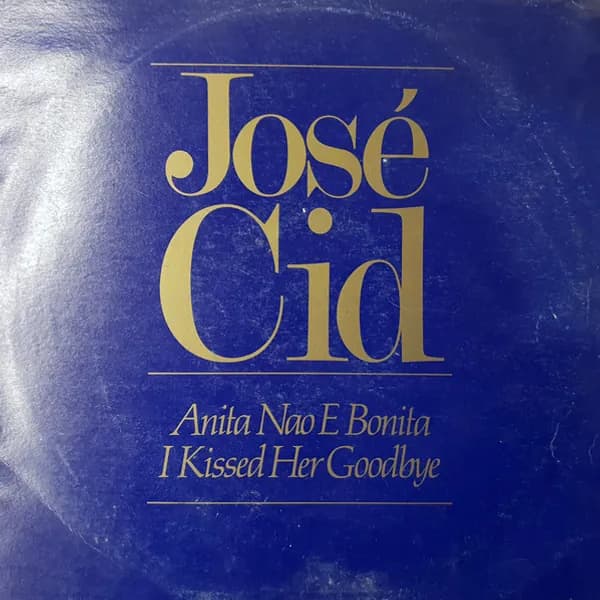 José
Cid
Anita Nao E Bonita
I Kissed Her Goodbye